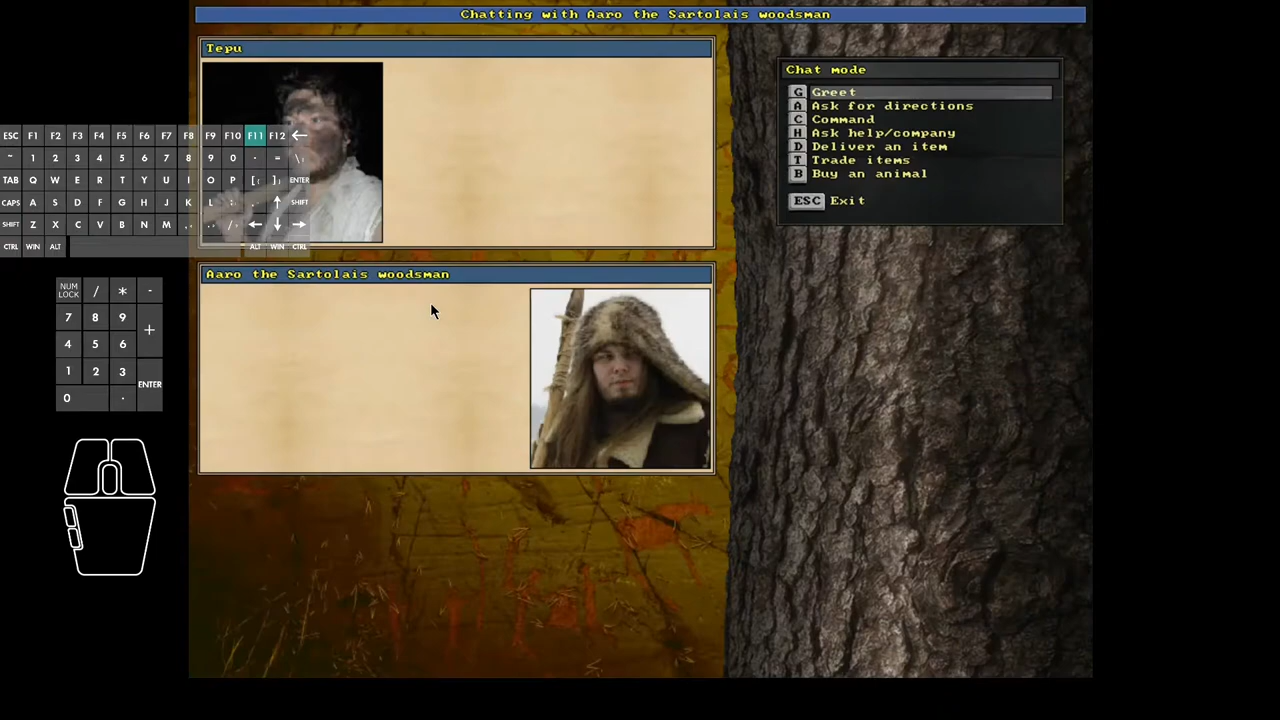 Chatting with Aaro the Sartolais woodsman
Tepu
Chat mode
G Greet
A Ask for directions
C Command
H Ask help/company
D Deliver an item
T Trade items
B Buy an animal
ESC Exit
ESC F1 F2 F3 F4 F5 F6 F7 F8 F9 F10 F11 F12 ←
~ 1 2 3 4 5 6 7 8 9 0 - = \
TAB Q W E R T Y U I O P [ ] ENTER
CAPS A S D F G H J K L ↑ SHIFT
SHIFT Z X C V B N M / ← ↓ →
CTRL WIN ALT ALT WIN CTRL
Aaro the Sartolais woodsman
NUM LOCK / * -
7 8 9 +
4 5 6
1 2 3 ENTER
0 .